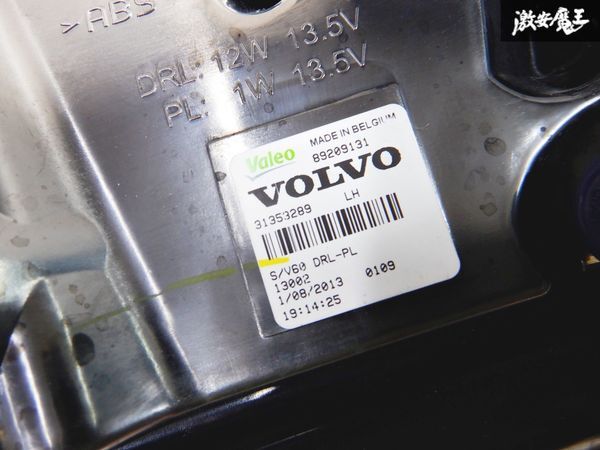 激安魔王
>ABS
DRL: 12W 13.5V
PL: 1W 13.5V
Valeo
MADE IN BELGIUM
89209131
VOLVO
31353289 LH
S/V60 DRL-PL
13002
1/08/2013 0109
19:14:25